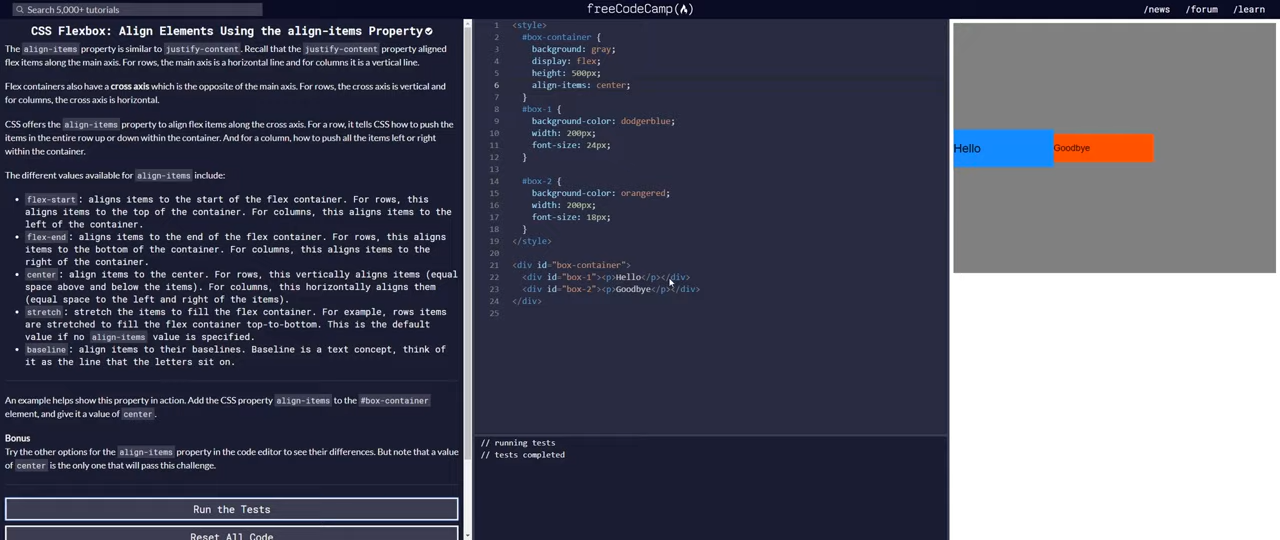 Search 5,000+ tutorials
freeCodeCamp
/news /forum /learn
CSS Flexbox: Align Elements Using the align-items Property
The align-items property is similar to justify-content. Recall that the justify-content property aligned
flex items along the main axis. For rows, the main axis is a horizontal line and for columns it is a vertical line.
Flex containers also have a cross axis which is the opposite of the main axis. For rows, the cross axis is vertical and
for columns, the cross axis is horizontal.
CSS offers the align-items property to align flex items along the cross axis. For a row, it tells CSS how to push the
items in the entire row up or down within the container. And for a column, how to push all the items left or right
within the container.
The different values available for align-items include:
• flex-start: aligns items to the start of the flex container. For rows, this
aligns items to the top of the container. For columns, this aligns items to the
left of the container.
• flex-end: aligns items to the end of the flex container. For rows, this aligns
items to the bottom of the container. For columns, this aligns items to the
right of the container.
• center: align items to the center. For rows, this vertically aligns items (equal
space above and below the items). For columns, this horizontally aligns them
(equal space to the left and right of the items).
• stretch: stretch the items to fill the flex container. For example, rows items
are stretched to fill the flex container top-to-bottom. This is the default
value if no align-items value is specified.
• baseline: align items to their baselines. Baseline is a text concept, think of
it as the line that the letters sit on.
An example helps show this property in action. Add the CSS property align-items to the #box-container
element, and give it a value of center.
Bonus
Try the other options for the align-items property in the code editor to see their differences. But note that a value
of center is the only one that will pass this challenge.
Run the Tests
Reset All Code
1 <style>
2 #box-container {
3 background: gray;
4 display: flex;
5 height: 500px;
6 align-items: center;
7 }
8 #box-1 {
9 background-color: dodgerblue;
10 width: 200px;
11 font-size: 24px;
12 }
13
14 #box-2 {
15 background-color: orangered;
16 width: 200px;
17 font-size: 18px;
18 }
19 </style>
20
21 <div id="box-container">
22 <div id="box-1"><p>Hello</p></div>
23 <div id="box-2"><p>Goodbye</p></div>
24 </div>
25
// running tests
// tests completed
Hello
Goodbye